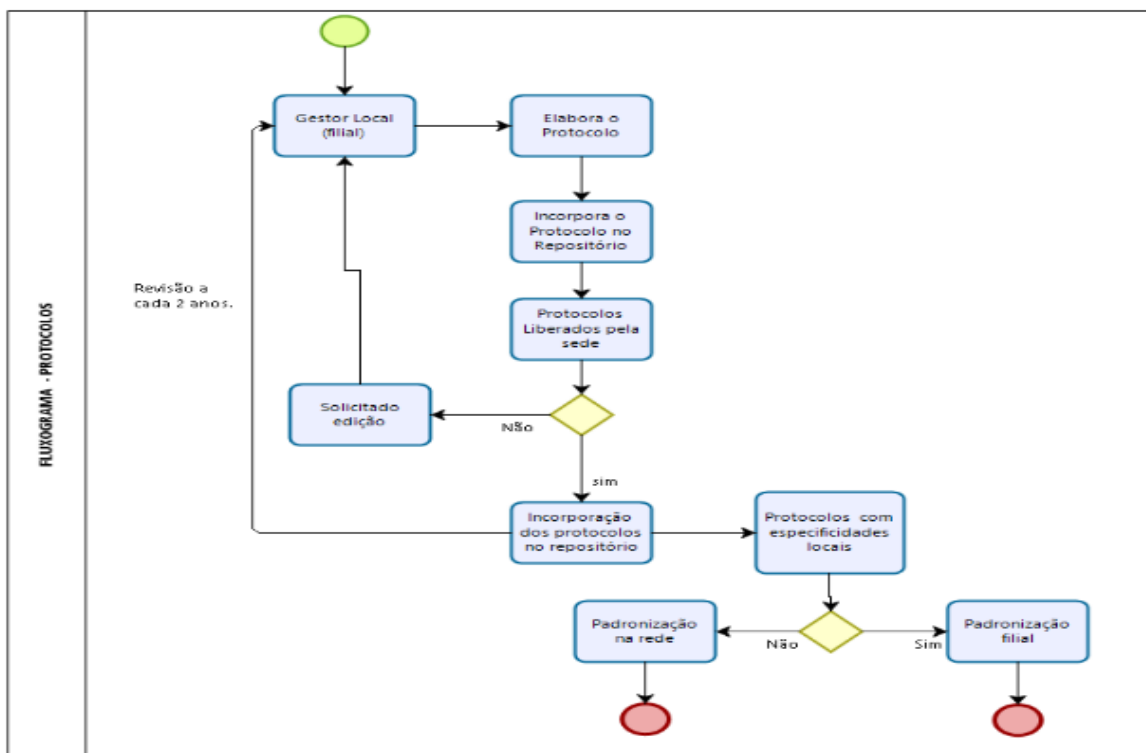 FLUXOGRAMA - PROTOCOLOS
Gestor Local
(filial)
Elabora o
Protocolo
Incorpora o
Protocolo no
Repositório
Revisão a
cada 2 anos.
Protocolos
Liberados pela
sede
Solicitado
edição
Não
sim
Incorporação
dos protocolos
no repositório
Protocolos com
especificidades
locais
Padronização
na rede
Não
Sim
Padronização
filial